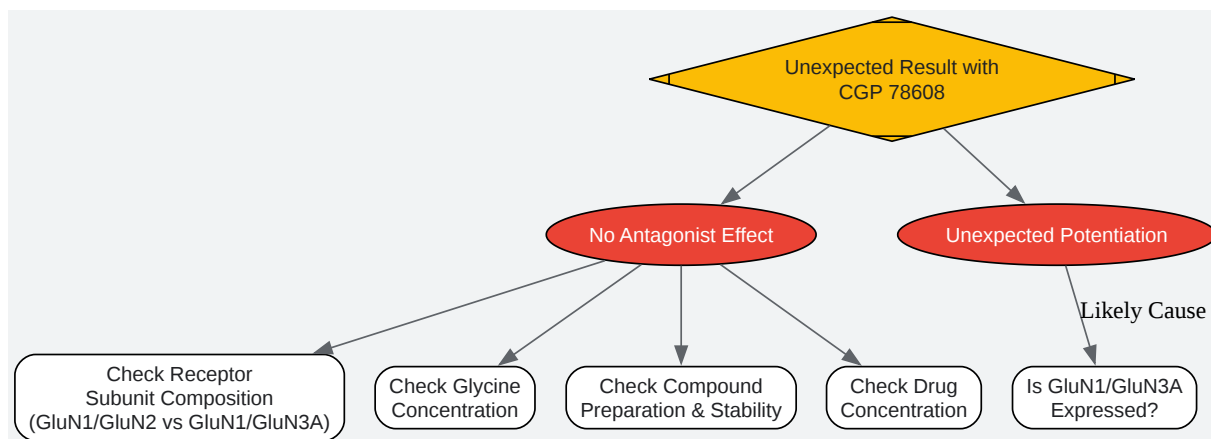 Unexpected Result with
CGP 78608
No Antagonist Effect
Unexpected Potentiation
Likely Cause
Check Receptor
Subunit Composition
(GluN1/GluN2 vs GluN1/GluN3A)
Check Glycine
Concentration
Check Compound
Preparation & Stability
Check Drug
Concentration
Is GluN1/GluN3A
Expressed?